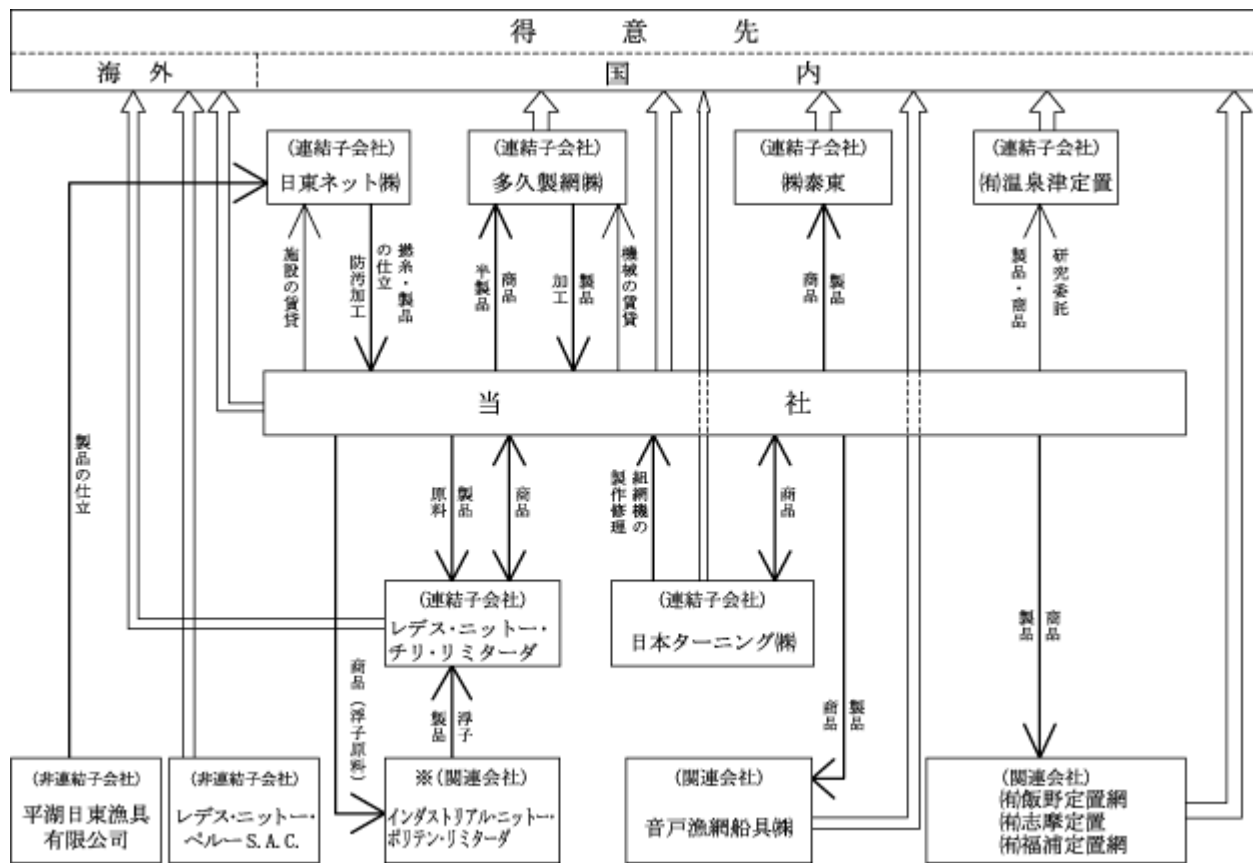 得意先
海外
国内
(連結子会社)
日東ネット㈱
(連結子会社)
多久製網㈱
(連結子会社)
㈱泰東
(連結子会社)
㈲温泉津定置
施設の賃貸
撚糸・製品
の仕立
防汚加工
商品
半製品
製品
加工
機械の賃貸
製品
商品
研究委託
製品・商品
当社
製品の仕立
製品
原料
商品
組網機の
製作修理
商品
(連結子会社)
レデス・ニットー・
チリ・リミターダ
(連結子会社)
日本ターニング㈱
商品
製品
商品（浮子原料）
浮子
製品
製品
商品
(非連結子会社)
平湖日東漁具
有限公司
(非連結子会社)
レデス・ニットー・
ペルーS.A.C.
※(関連会社)
インダストリアル・ニットー・
ポリテン・リミターダ
(関連会社)
音戸漁網船具㈱
(関連会社)
㈲飯野定置網
㈲志摩定置
㈲福浦定置網